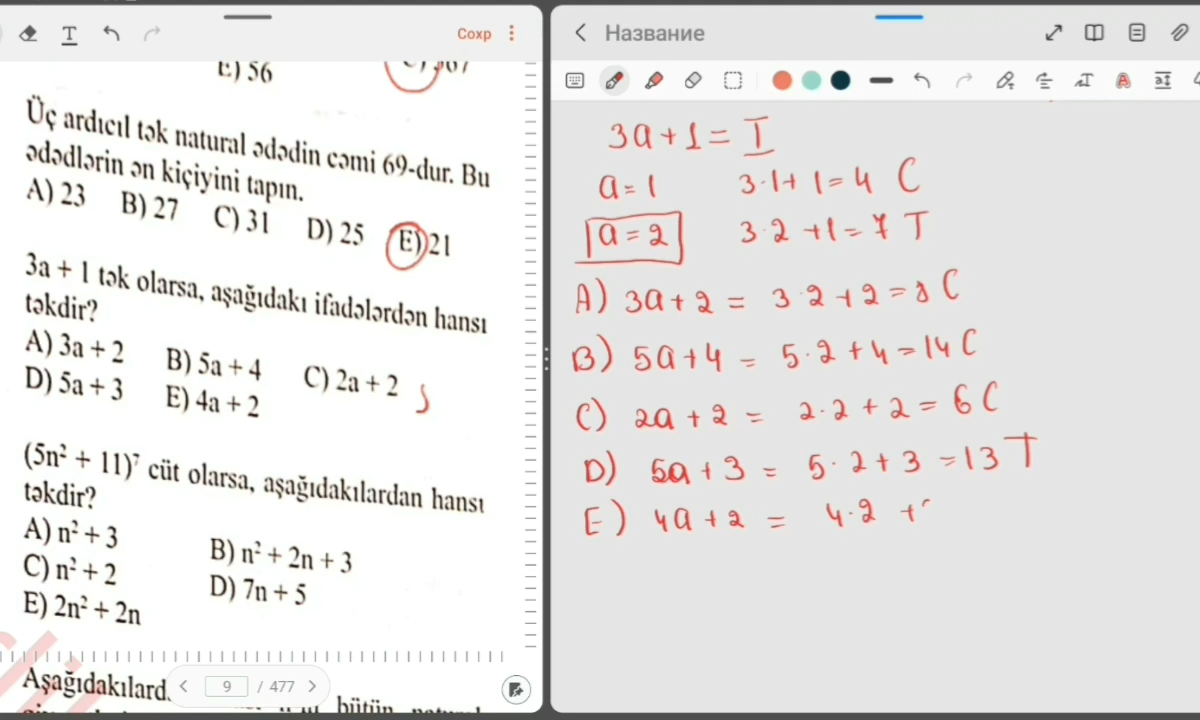 Сохр
E) 56
Üç ardıcıl tək natural ədədin cəmi 69-dur. Bu
ədədlərin ən kiçiyini tapın.
A) 23 B) 27 C) 31 D) 25 E) 21
3a + 1 tək olarsa, aşağıdakı ifadələrdən hansı
təkdir?
A) 3a + 2 B) 5a + 4 C) 2a + 2
D) 5a + 3 E) 4a + 2
(5n² + 11)⁷ cüt olarsa, aşağıdakılardan hansı
təkdir?
A) n² + 3 B) n² + 2n + 3
C) n² + 2 D) 7n + 5
E) 2n² + 2n
9 / 477
bütün
Название
3a + 1 = T
a = 1 3·1 + 1 = 4 C
a = 2 3·2 + 1 = 7 T
A) 3a + 2 = 3·2 + 2 = 8 C
B) 5a + 4 = 5·2 + 4 = 14 C
C) 2a + 2 = 2·2 + 2 = 6 C
D) 5a + 3 = 5·2 + 3 = 13 T
E) 4a + 2 = 4·2 +